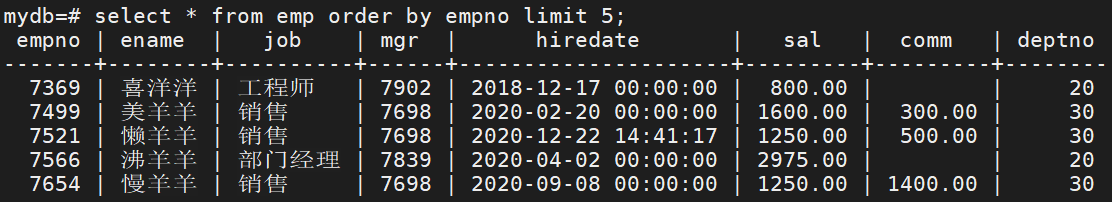 mydb=# select * from emp order by empno limit 5;
 empno | ename  |   job    | mgr  |      hiredate       |   sal   |  comm   | deptno
-------+--------+----------+------+---------------------+---------+---------+--------
  7369 | 喜洋洋 | 工程师   | 7902 | 2018-12-17 00:00:00 |  800.00 |         |     20
  7499 | 美羊羊 | 销售     | 7698 | 2020-02-20 00:00:00 | 1600.00 |  300.00 |     30
  7521 | 懒羊羊 | 销售     | 7698 | 2020-12-22 14:41:17 | 1250.00 |  500.00 |     30
  7566 | 沸羊羊 | 部门经理 | 7839 | 2020-04-02 00:00:00 | 2975.00 |         |     20
  7654 | 慢羊羊 | 销售     | 7698 | 2020-09-08 00:00:00 | 1250.00 | 1400.00 |     30